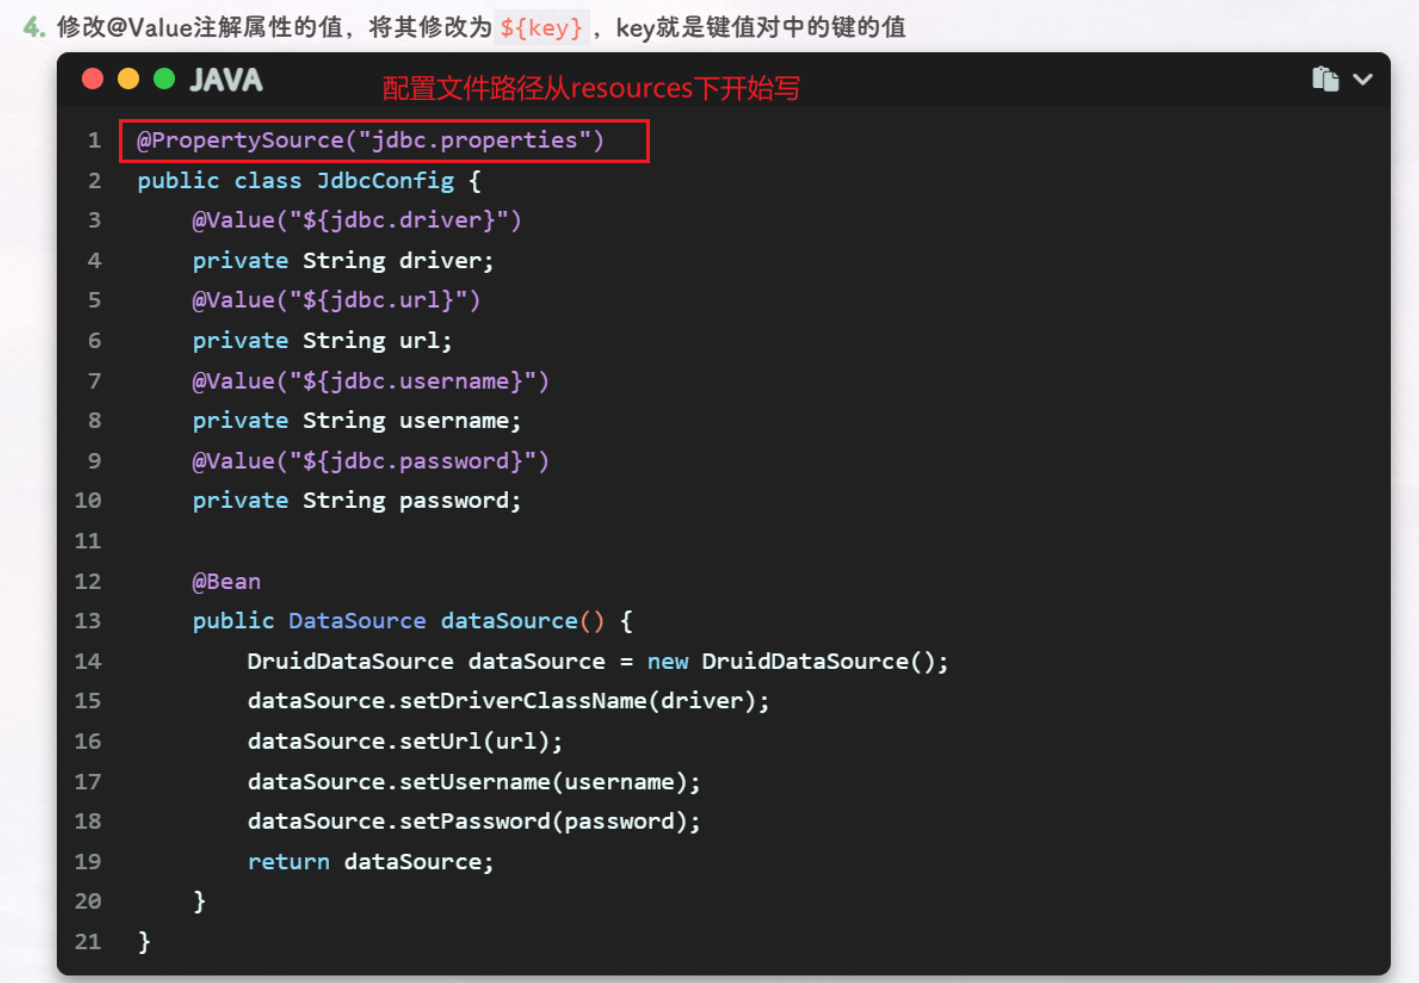 4. 修改@Value注解属性的值，将其修改为 ${key} ，key就是键值对中的键的值
JAVA
配置文件路径从resources下开始写
1 @PropertySource("jdbc.properties")
2 public class JdbcConfig {
3     @Value("${jdbc.driver}")
4     private String driver;
5     @Value("${jdbc.url}")
6     private String url;
7     @Value("${jdbc.username}")
8     private String username;
9     @Value("${jdbc.password}")
10     private String password;
11
12     @Bean
13     public DataSource dataSource() {
14         DruidDataSource dataSource = new DruidDataSource();
15         dataSource.setDriverClassName(driver);
16         dataSource.setUrl(url);
17         dataSource.setUsername(username);
18         dataSource.setPassword(password);
19         return dataSource;
20     }
21 }